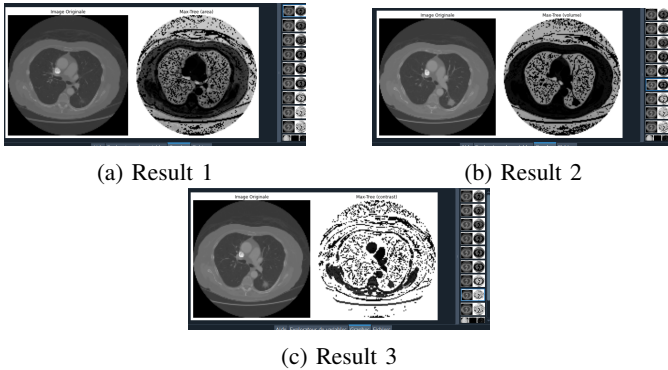 Image Originale
Max-Tree (area)
Image Originale
Max-Tree (volume)
(a) Result 1
(b) Result 2
Image Originale
Max-Tree (contrast)
(c) Result 3